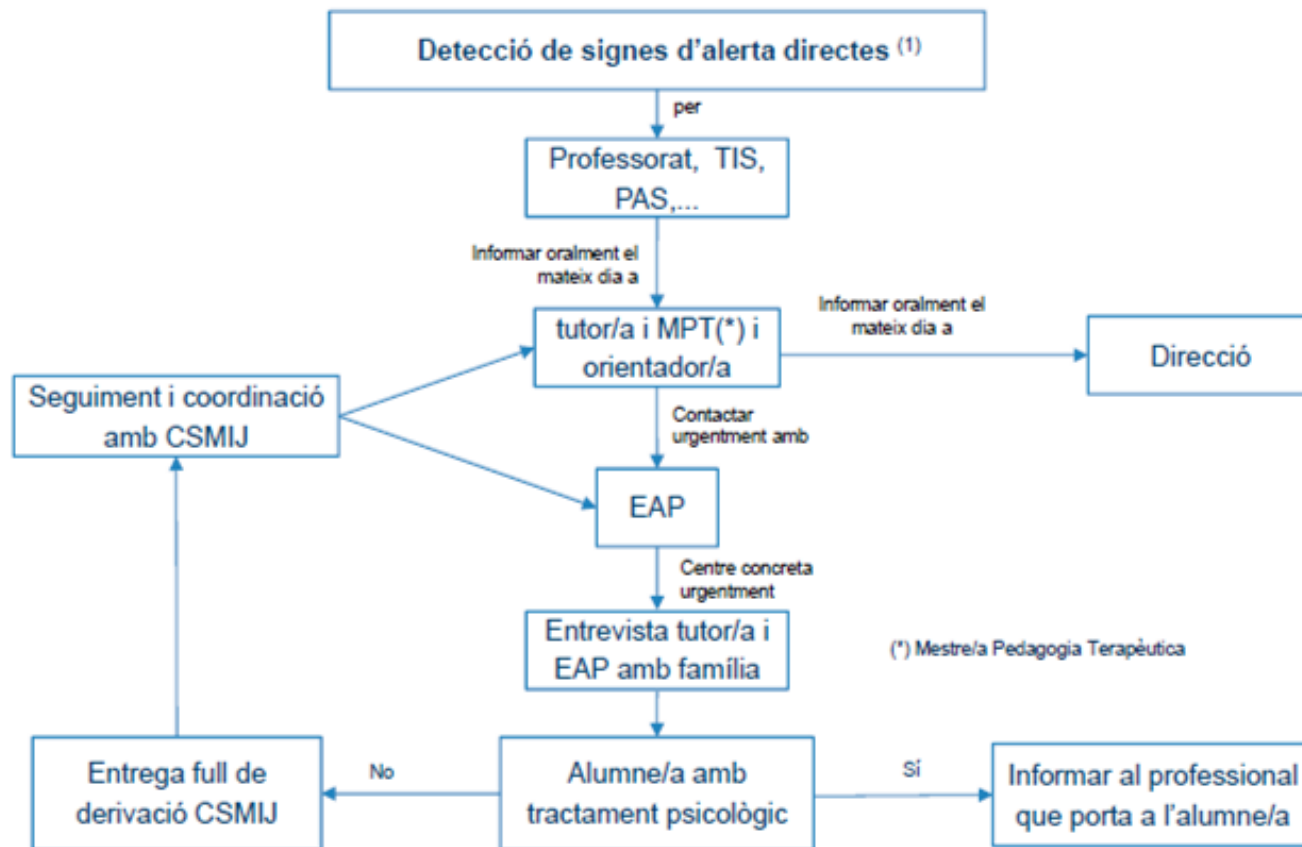 Detecció de signes d'alerta directes (1)
per
Professorat, TIS,
PAS,...
Informar oralment el
mateix dia a
tutor/a i MPT(*) i
orientador/a
Informar oralment el
mateix dia a
Direcció
Seguiment i coordinació
amb CSMIJ
Contactar
urgentment amb
EAP
Centre concreta
urgentment
Entrevista tutor/a i
EAP amb família
(*) Mestre/a Pedagogia Terapèutica
Entrega full de
derivació CSMIJ
No
Alumne/a amb
tractament psicològic
Sí
Informar al professional
que porta a l'alumne/a